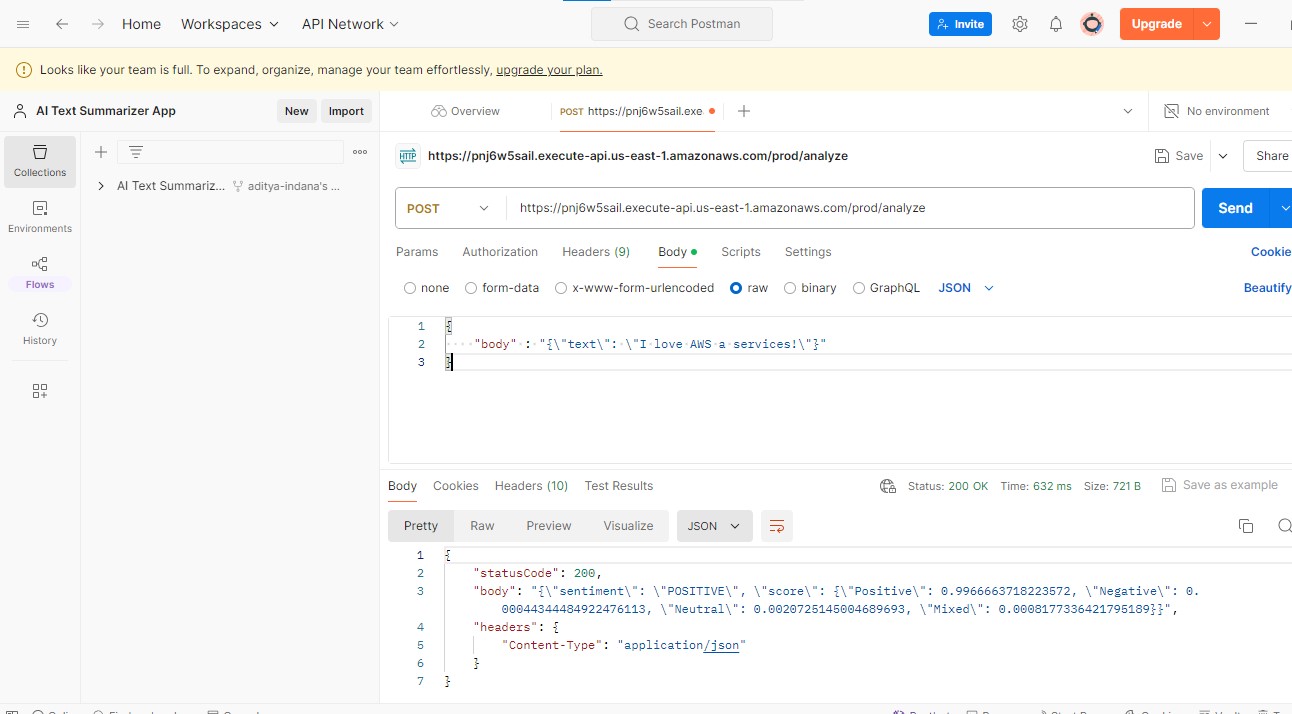 Home Workspaces API Network Search Postman Invite Upgrade
Looks like your team is full. To expand, organize, manage your team effortlessly, upgrade your plan.
AI Text Summarizer App New Import
Overview POST https://pnj6w5sail.exe No environment
Collections
Environments
Flows
History
AI Text Summariz... aditya-indana's ...
HTTP https://pnj6w5sail.execute-api.us-east-1.amazonaws.com/prod/analyze Save Share
POST https://pnj6w5sail.execute-api.us-east-1.amazonaws.com/prod/analyze Send
Params Authorization Headers (9) Body Scripts Settings Cookie
none form-data x-www-form-urlencoded raw binary GraphQL JSON Beautify
1 {
2 "body" : "{\"text\": \"I love AWS a services!\"}"
3 }
Body Cookies Headers (10) Test Results Status: 200 OK Time: 632 ms Size: 721 B Save as example
Pretty Raw Preview Visualize JSON
1 {
2 "statusCode": 200,
3 "body": "{\"sentiment\": \"POSITIVE\", \"score\": {\"Positive\": 0.9966663718223572, \"Negative\": 0.
00044344484922476113, \"Neutral\": 0.0020725145004689693, \"Mixed\": 0.0008177336421795189}}",
4 "headers": {
5 "Content-Type": "application/json"
6 }
7 }